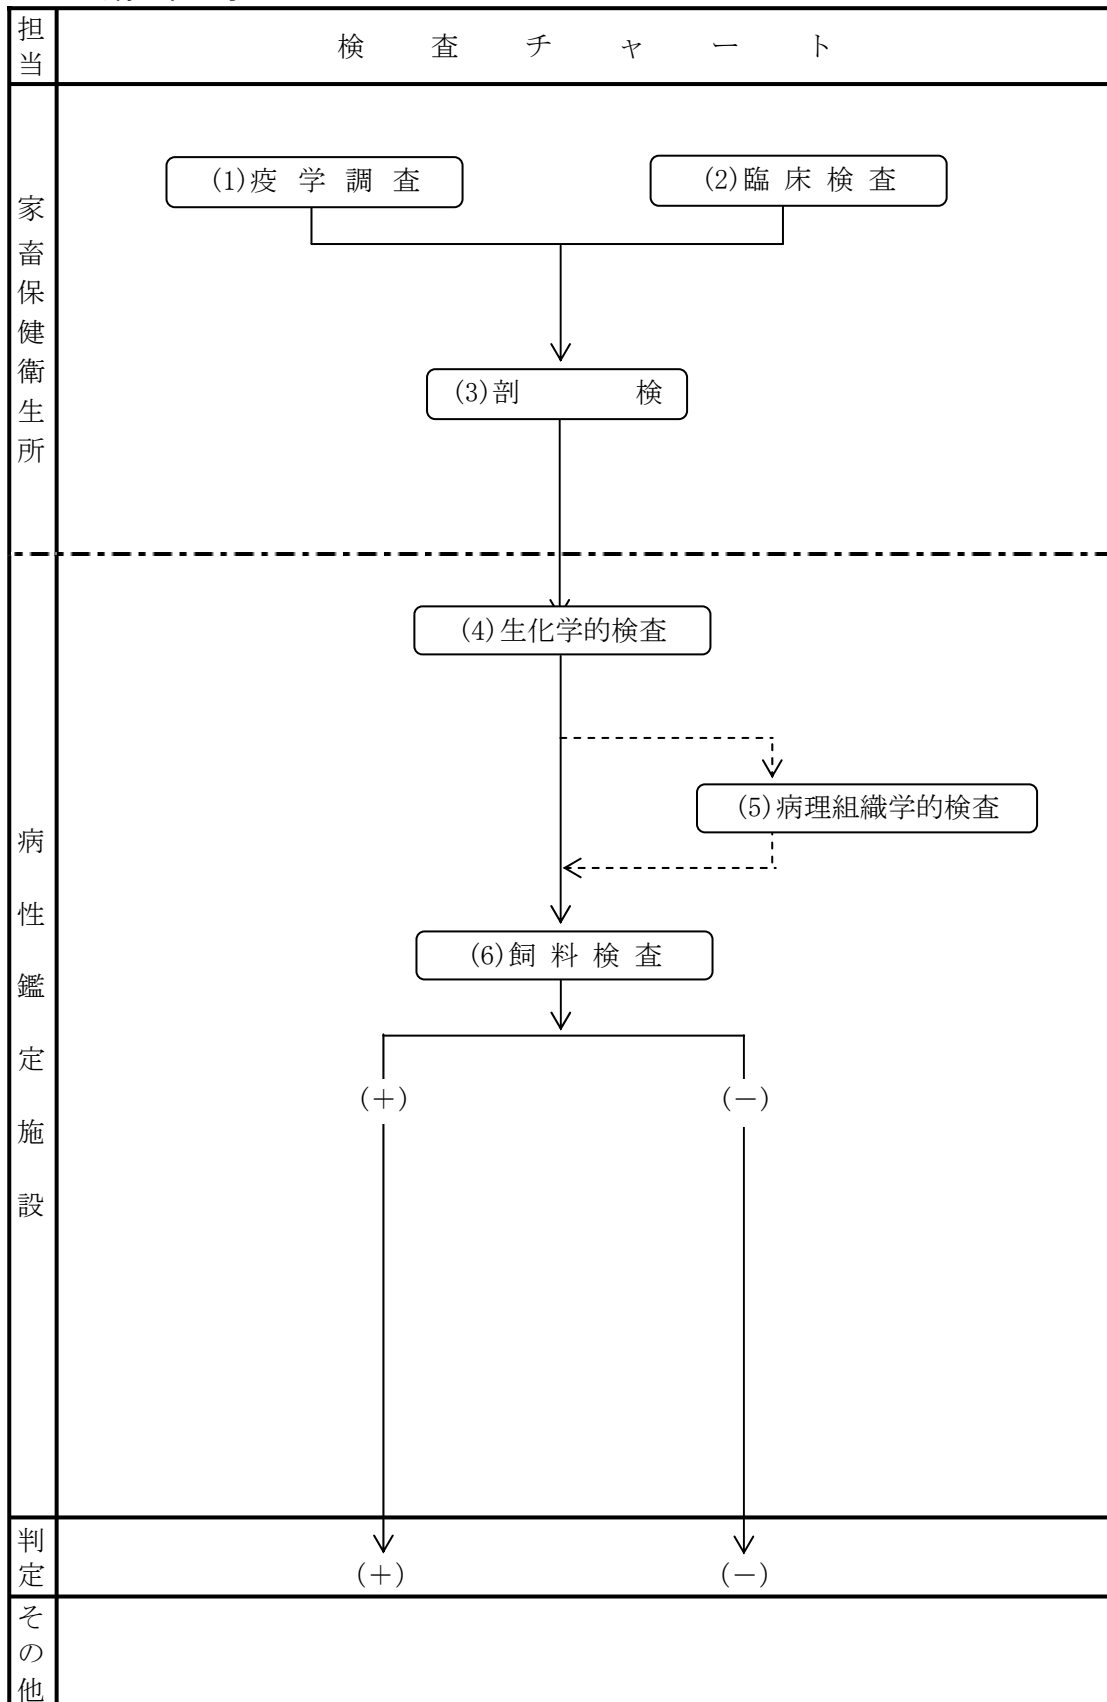 担当
検査チャート
家畜保健衛生所
(1)疫学調査
(2)臨床検査
(3)剖検
病性鑑定施設
(4)生化学的検査
(5)病理組織学的検査
(6)飼料検査
(+) (-)
判定
(+) (-)
その他